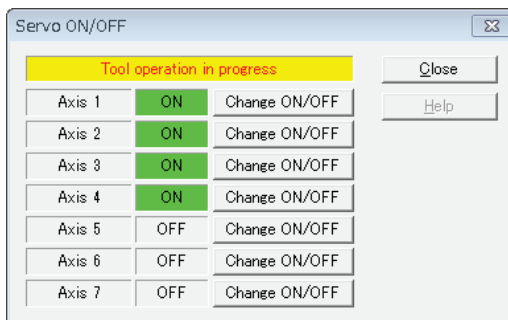 Servo ON/OFF
Tool operation in progress
Close
Axis 1 ON Change ON/OFF
Help
Axis 2 ON Change ON/OFF
Axis 3 ON Change ON/OFF
Axis 4 ON Change ON/OFF
Axis 5 OFF Change ON/OFF
Axis 6 OFF Change ON/OFF
Axis 7 OFF Change ON/OFF